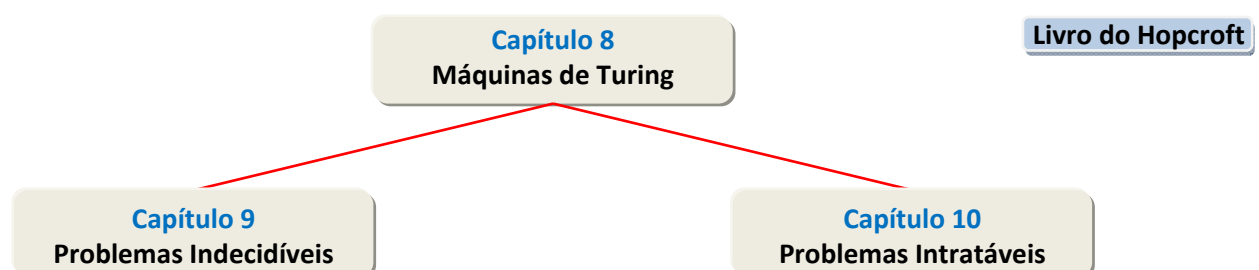 Capítulo 8
Máquinas de Turing
Livro do Hopcroft
Capítulo 9
Problemas Indecidíveis
Capítulo 10
Problemas Intratáveis